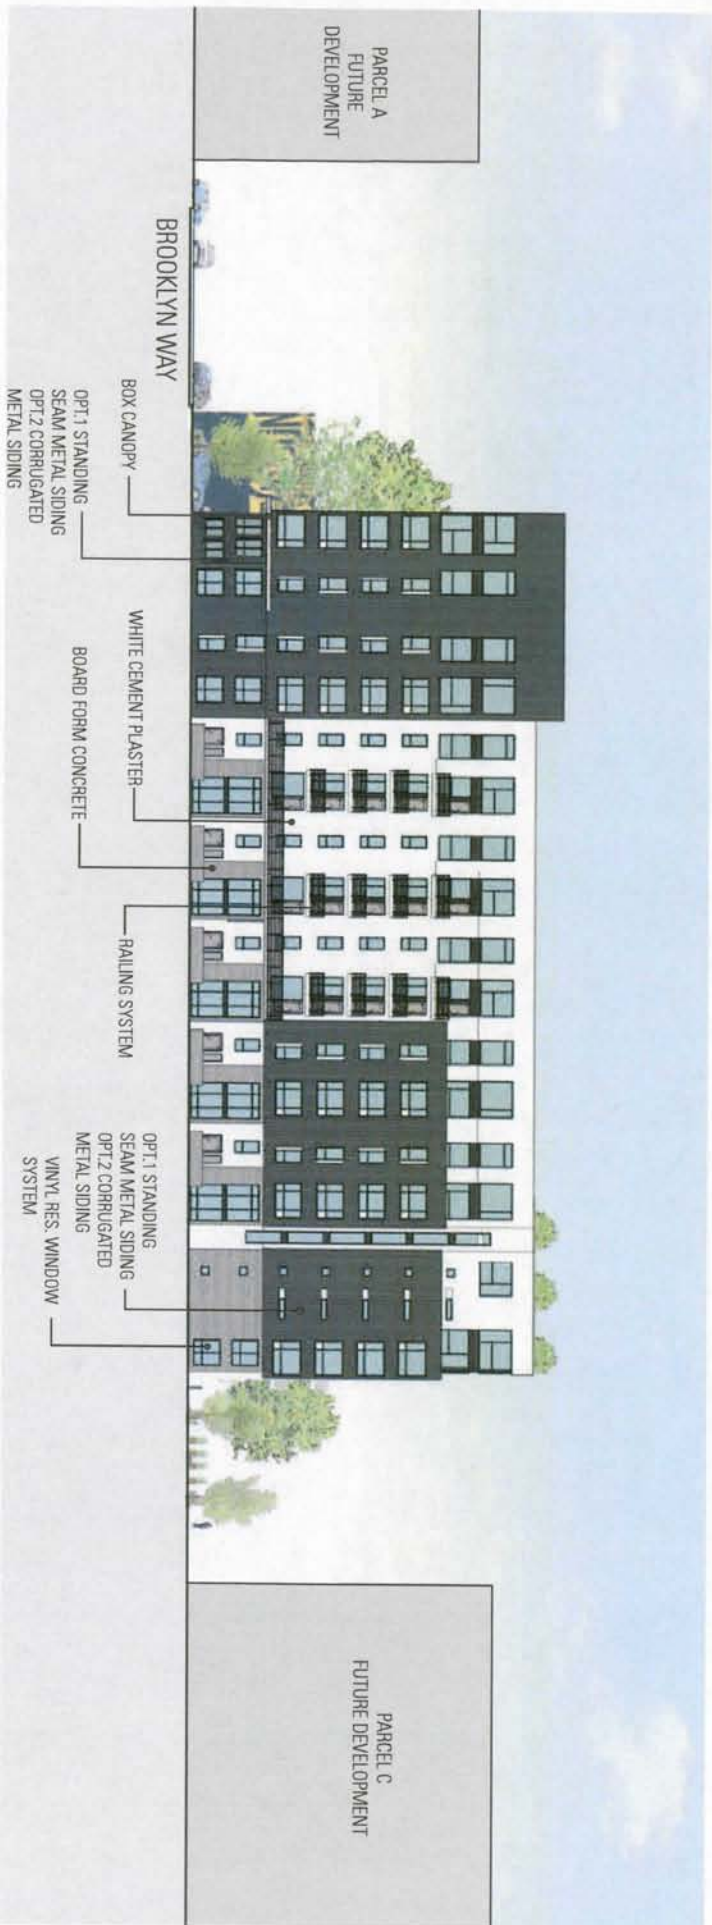 PARCEL A
FUTURE
DEVELOPMENT
BROOKLYN WAY
BOX CANOPY
OPT.1 STANDING
SEAM METAL SIDING
OPT.2 CORRUGATED
METAL SIDING
WHITE CEMENT PLASTER
BOARD FORM CONCRETE
RAILING SYSTEM
OPT.1 STANDING
SEAM METAL SIDING
OPT.2 CORRUGATED
METAL SIDING
VINYL RES. WINDOW
SYSTEM
PARCEL C
FUTURE DEVELOPMENT